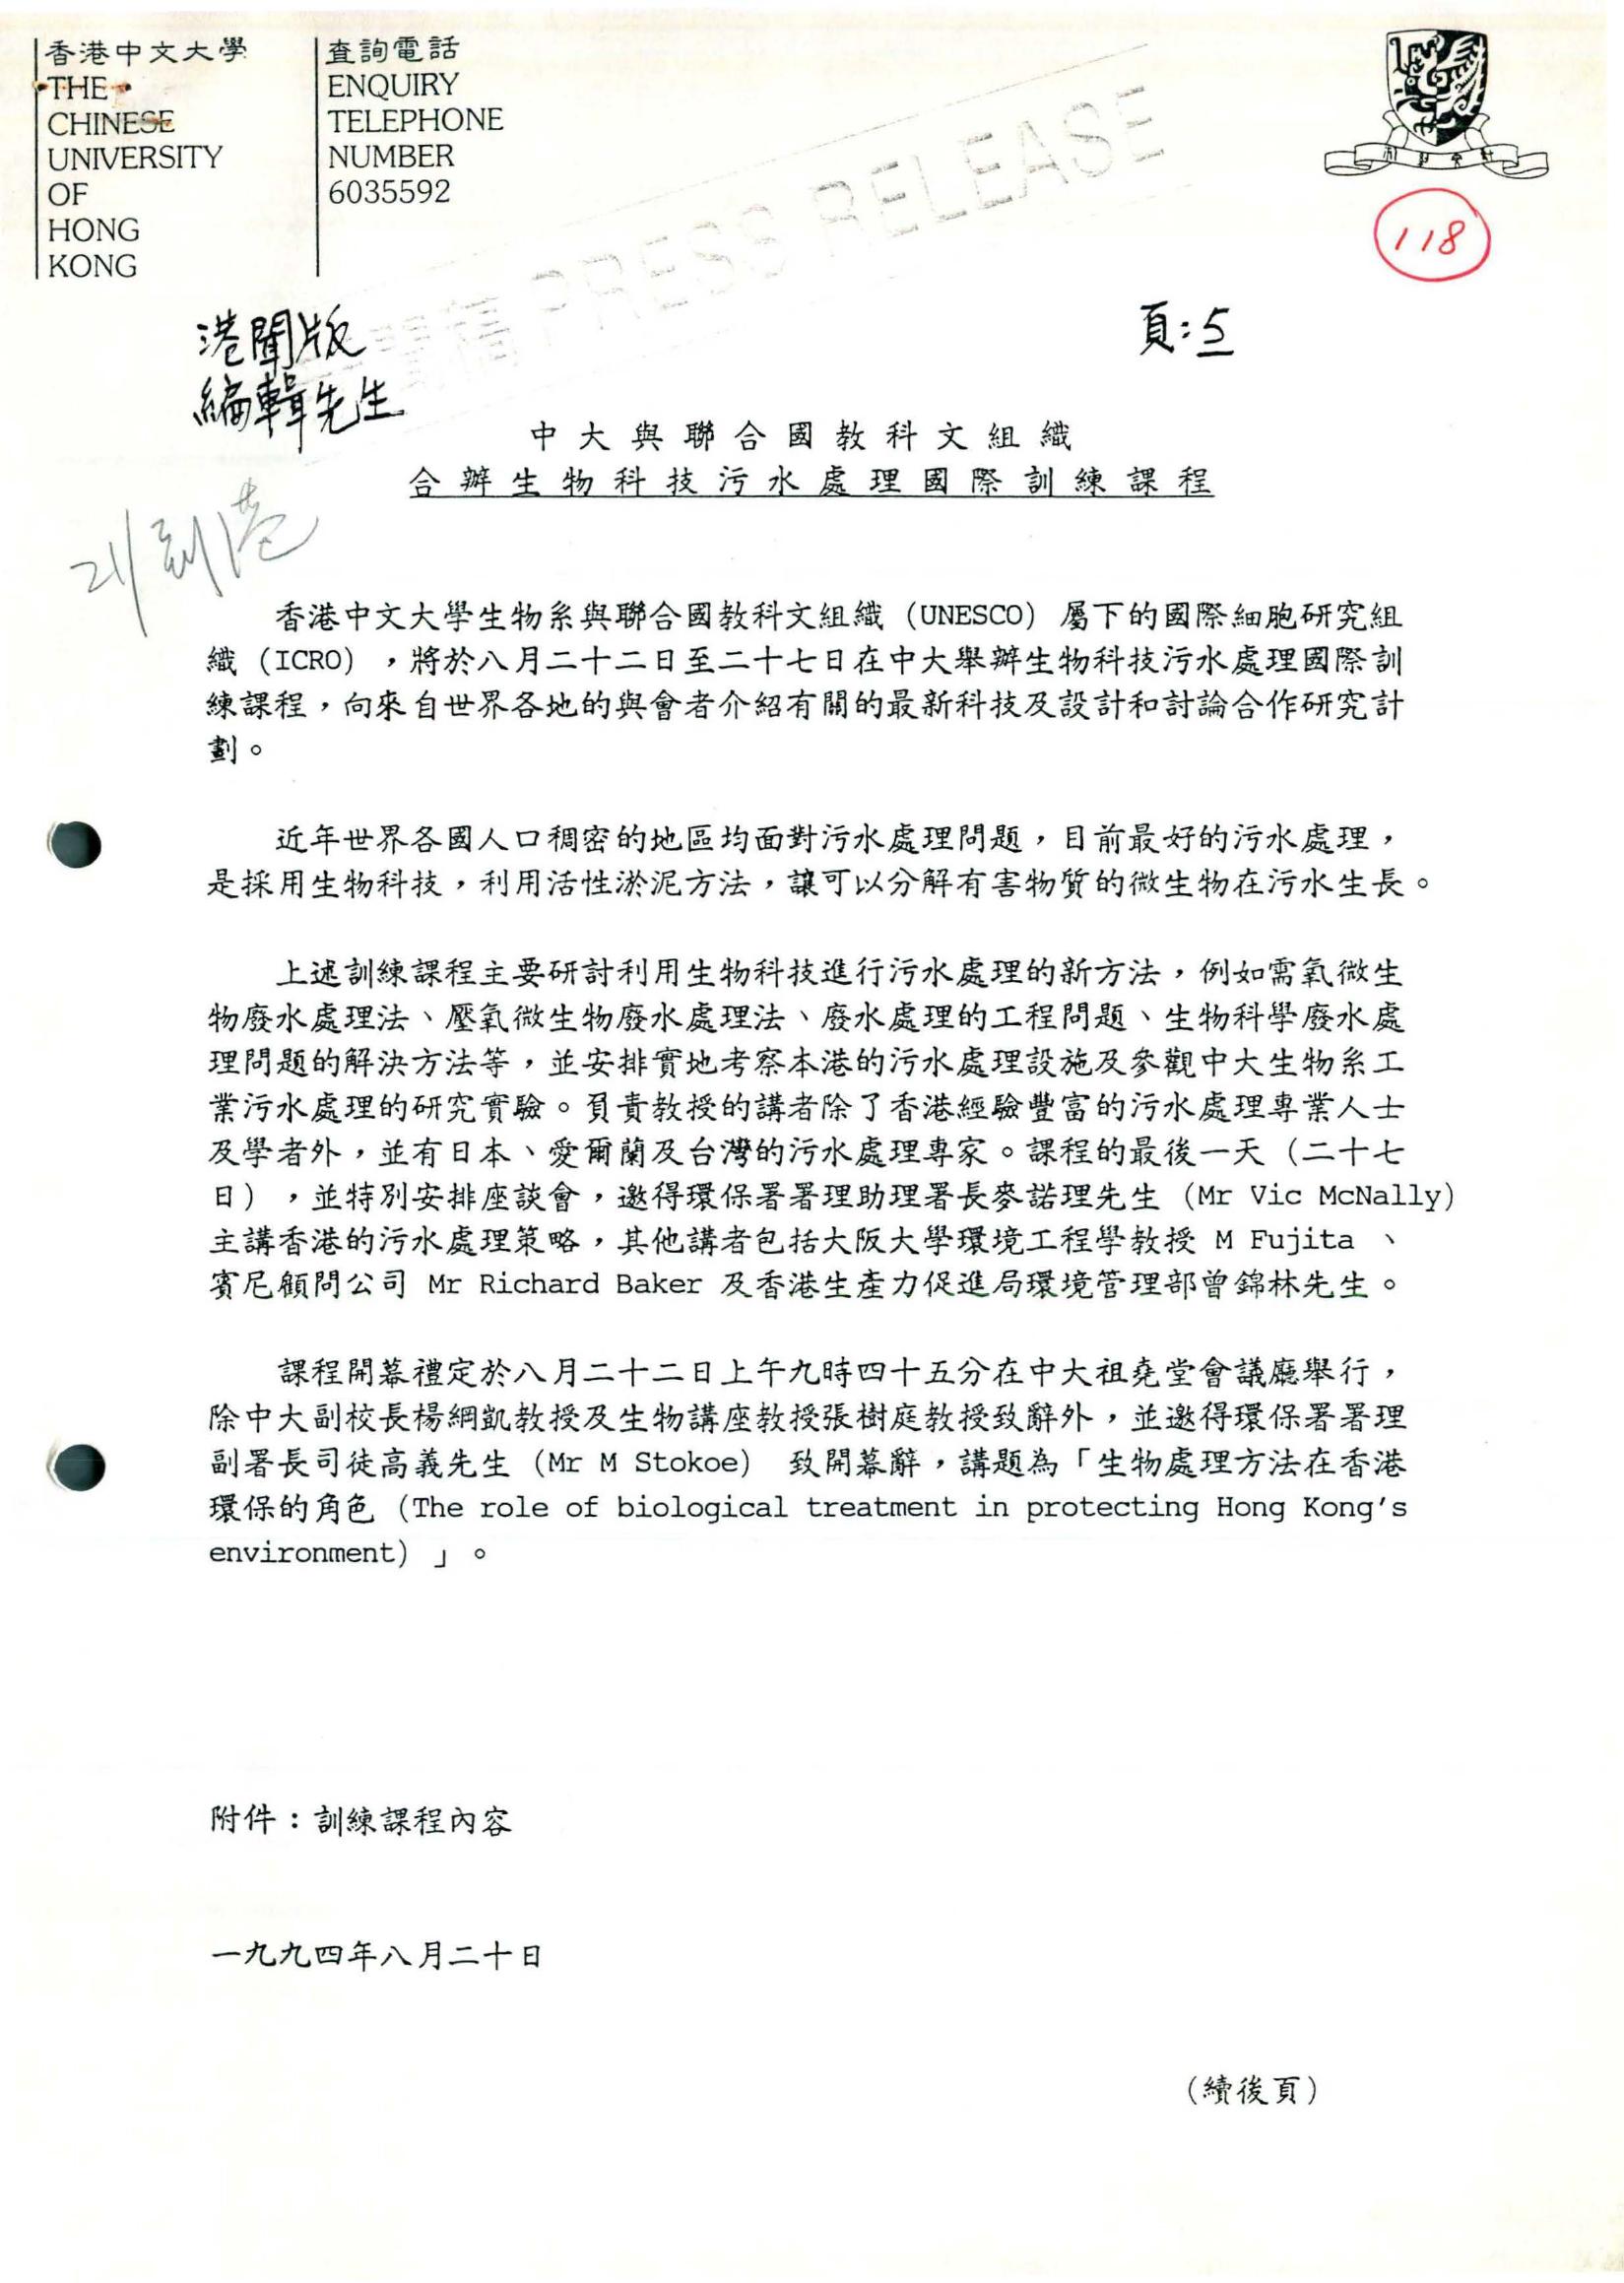 香港中文大學
THE
CHINESE
UNIVERSITY
OF
HONG
KONG
查詢電話
ENQUIRY
TELEPHONE
NUMBER
6035592
稿 PRESS RELEASE
118
港聞版
編輯先生
頁:5
中大與聯合國教科文組織
合辦生物科技污水處理國際訓練課程
香港中文大學生物系與聯合國教科文組織 (UNESCO) 屬下的國際細胞研究組
織 (ICRO) ，將於八月二十二日至二十七日在中大舉辦生物科技污水處理國際訓
練課程，向來自世界各地的與會者介紹有關的最新科技及設計和討論合作研究計
劃。
近年世界各國人口稠密的地區均面對污水處理問題，目前最好的污水處理，
是採用生物科技，利用活性淤泥方法，讓可以分解有害物質的微生物在污水生長。
上述訓練課程主要研討利用生物科技進行污水處理的新方法，例如需氧微生
物廢水處理法、壓氧微生物廢水處理法、廢水處理的工程問題、生物科學廢水處
理問題的解決方法等，並安排實地考察本港的污水處理設施及參觀中大生物系工
業污水處理的研究實驗。負責教授的講者除了香港經驗豐富的污水處理專業人士
及學者外，並有日本、愛爾蘭及台灣的污水處理專家。課程的最後一天 (二十七
日) ，並特別安排座談會，邀得環保署署理助理署長麥諾理先生 (Mr Vic McNally)
主講香港的污水處理策略，其他講者包括大阪大學環境工程學教授 M Fujita 、
賓尼顧問公司 Mr Richard Baker 及香港生產力促進局環境管理部曾錦林先生。
課程開幕禮定於八月二十二日上午九時四十五分在中大祖堯堂會議廳舉行，
除中大副校長楊綱凱教授及生物講座教授張樹庭教授致辭外，並邀得環保署署理
副署長司徒高義先生 (Mr M Stokoe) 致開幕辭，講題為「生物處理方法在香港
環保的角色 (The role of biological treatment in protecting Hong Kong's
environment) 」。
附件：訓練課程內容
一九九四年八月二十日
(續後頁)